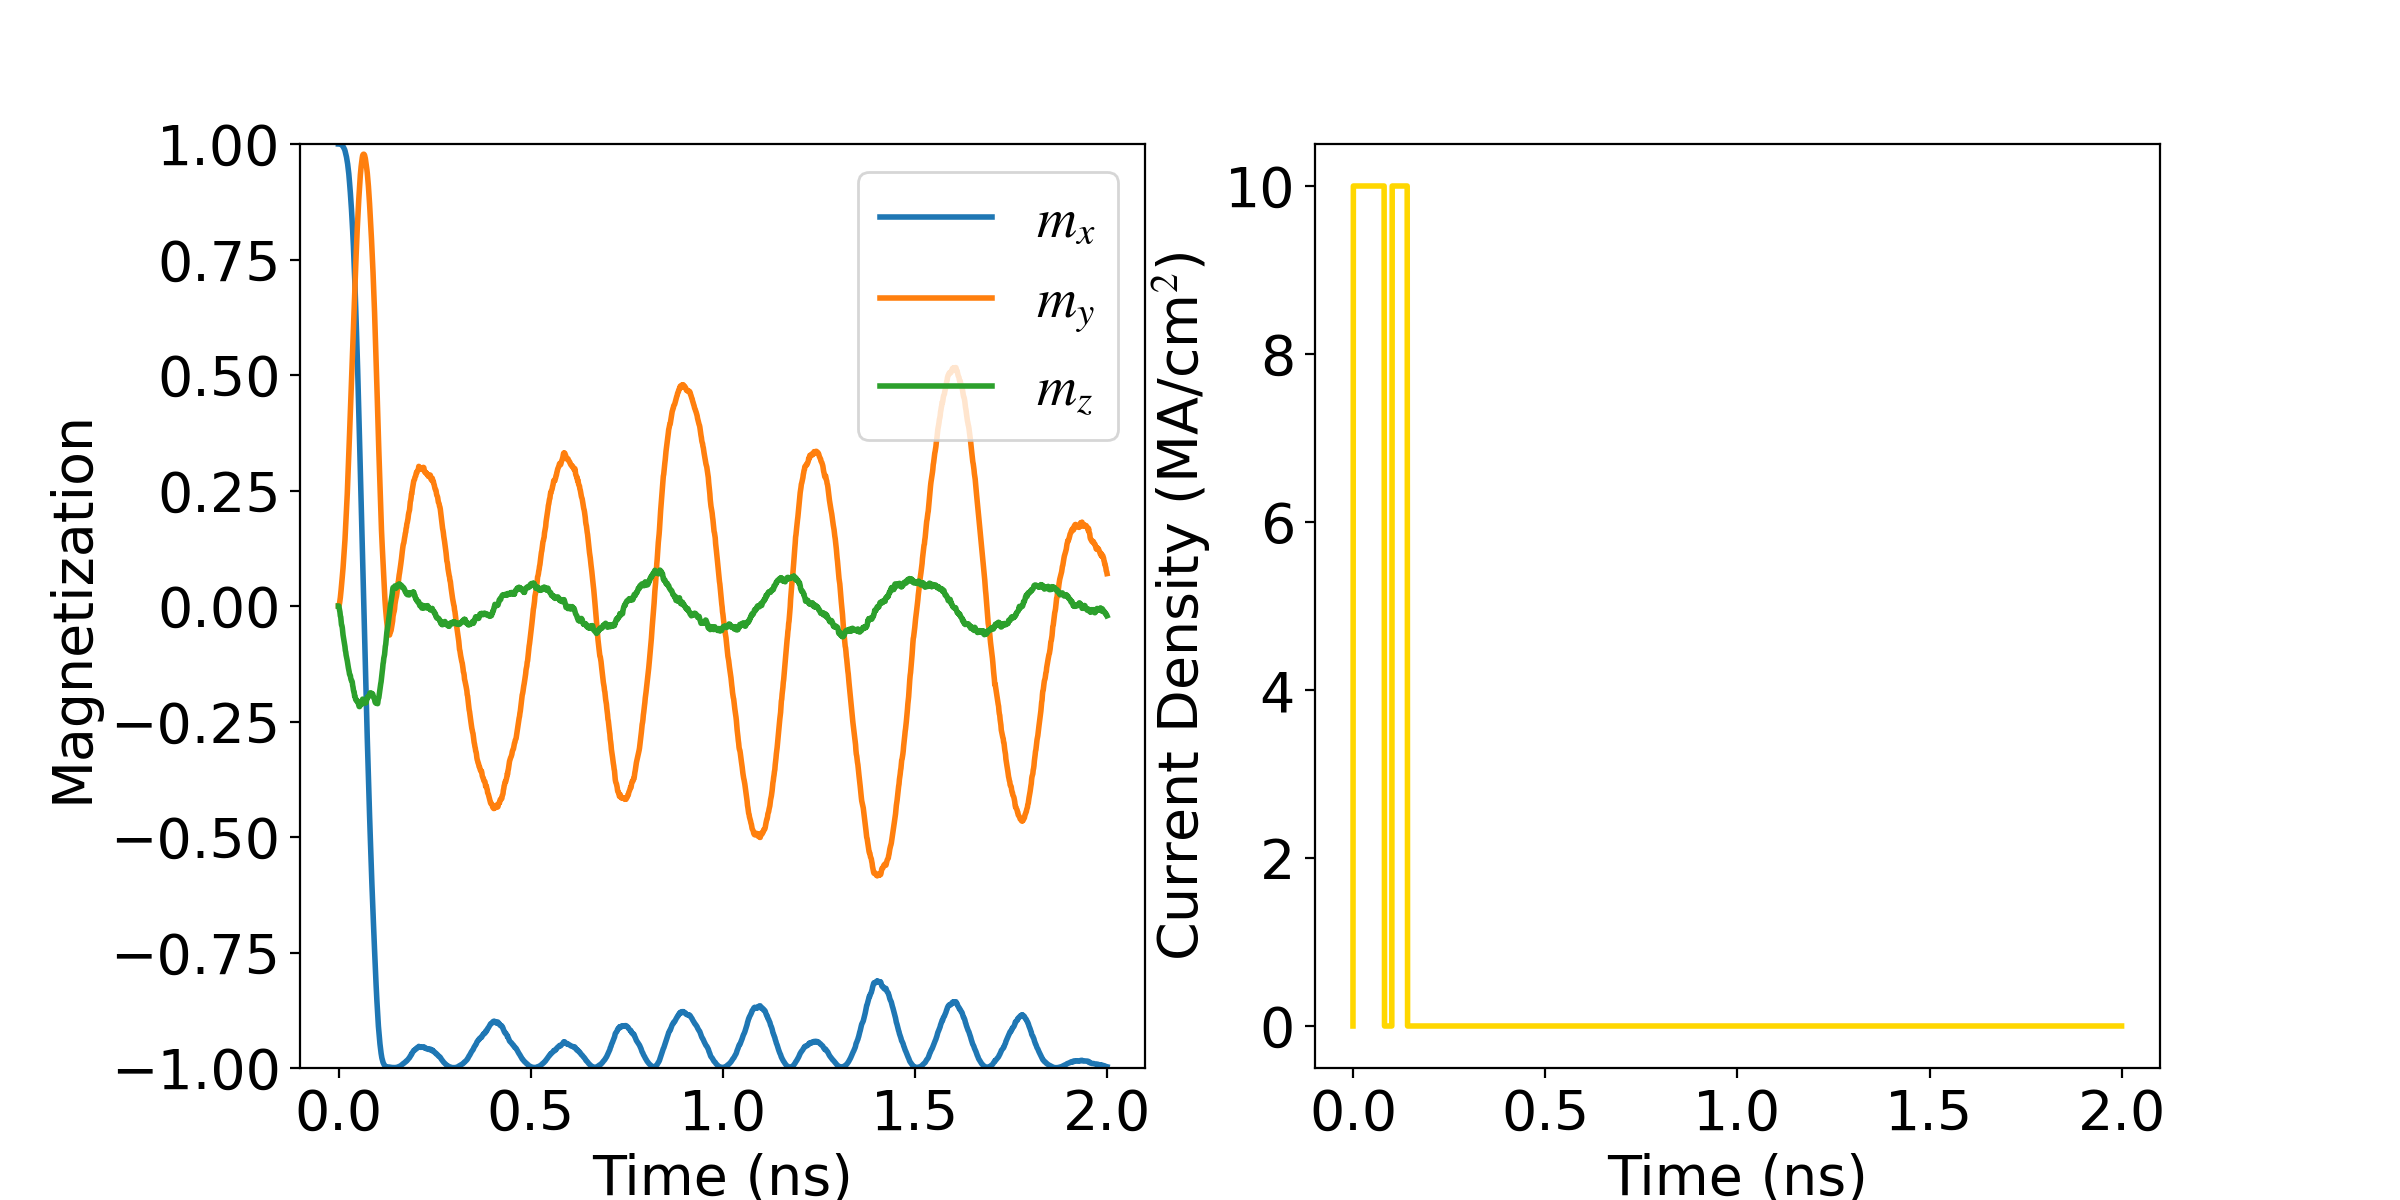 1.00
0.75
0.50
0.25
0.00
−0.25
−0.50
−0.75
−1.00
Magnetization
0.0 0.5 1.0 1.5 2.0
Time (ns)
m_x
m_y
m_z
10
8
6
4
2
0
Current Density (MA/cm²)
0.0 0.5 1.0 1.5 2.0
Time (ns)